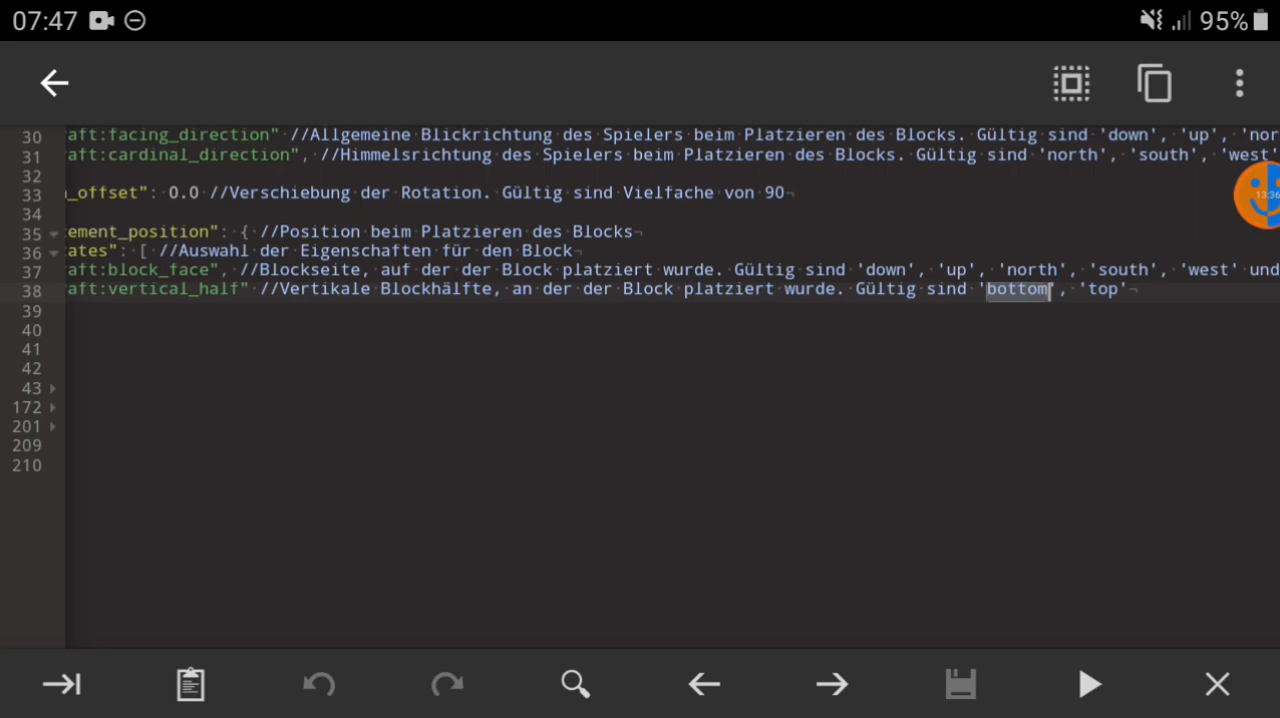 07:47 95%
30 aft:facing_direction" //Allgemeine Blickrichtung des Spielers beim Platzieren des Blocks. Gültig sind 'down', 'up', 'nor
31 aft:cardinal_direction", //Himmelsrichtung des Spielers beim Platzieren des Blocks. Gültig sind 'north', 'south', 'west'
32
33 _offset": 0.0 //Verschiebung der Rotation. Gültig sind Vielfache von 90
13:36
34
35 ement_position": { //Position beim Platzieren des Blocks
36 ates": [ //Auswahl der Eigenschaften für den Block
37 aft:block_face", //Blockseite, auf der der Block platziert wurde. Gültig sind 'down', 'up', 'north', 'south', 'west' und
38 aft:vertical_half" //Vertikale Blockhälfte, an der der Block platziert wurde. Gültig sind 'bottom', 'top'
39
40
41
42
43
172
201
209
210